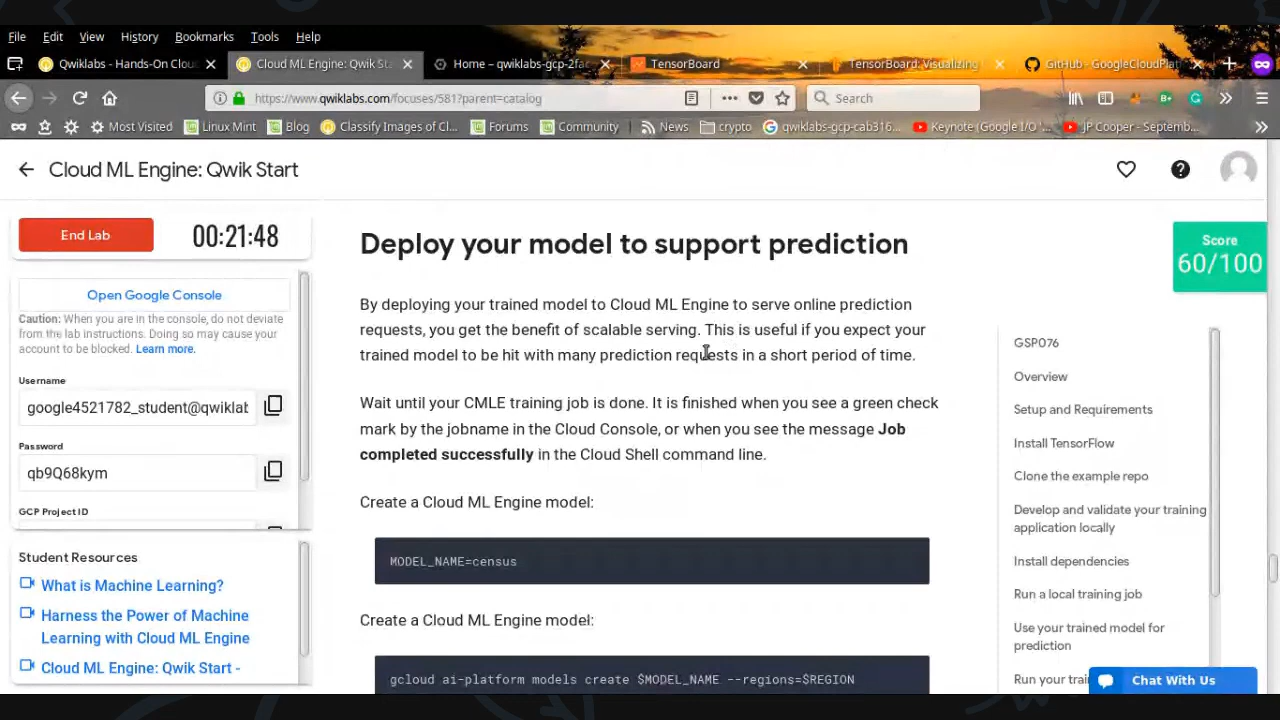 File Edit View History Bookmarks Tools Help
Qwiklabs - Hands-On Clou
Cloud ML Engine: Qwik Sta
Home – qwiklabs-gcp-2fac
TensorBoard
TensorBoard: Visualizing
GitHub - GoogleCloudPlat
https://www.qwiklabs.com/focuses/581?parent=catalog
Search
Most Visited Linux Mint Blog Classify Images of Cl... Forums Community News crypto qwiklabs-gcp-cab316... Keynote (Google I/O '... JP Cooper - Septemb...
Cloud ML Engine: Qwik Start
End Lab
00:21:48
Open Google Console
Caution: When you are in the console, do not deviate
from the lab instructions. Doing so may cause your
account to be blocked. Learn more.
Username
google4521782_student@qwiklab
Password
qb9Q68kym
GCP Project ID
Student Resources
What is Machine Learning?
Harness the Power of Machine
Learning with Cloud ML Engine
Cloud ML Engine: Qwik Start -
Deploy your model to support prediction
By deploying your trained model to Cloud ML Engine to serve online prediction
requests, you get the benefit of scalable serving. This is useful if you expect your
trained model to be hit with many prediction requests in a short period of time.
Wait until your CMLE training job is done. It is finished when you see a green check
mark by the jobname in the Cloud Console, or when you see the message Job
completed successfully in the Cloud Shell command line.
Create a Cloud ML Engine model:
MODEL_NAME=census
Create a Cloud ML Engine model:
gcloud ai-platform models create $MODEL_NAME --regions=$REGION
Score
60/100
GSP076
Overview
Setup and Requirements
Install TensorFlow
Clone the example repo
Develop and validate your training
application locally
Install dependencies
Run a local training job
Use your trained model for
prediction
Run your trai
Chat With Us